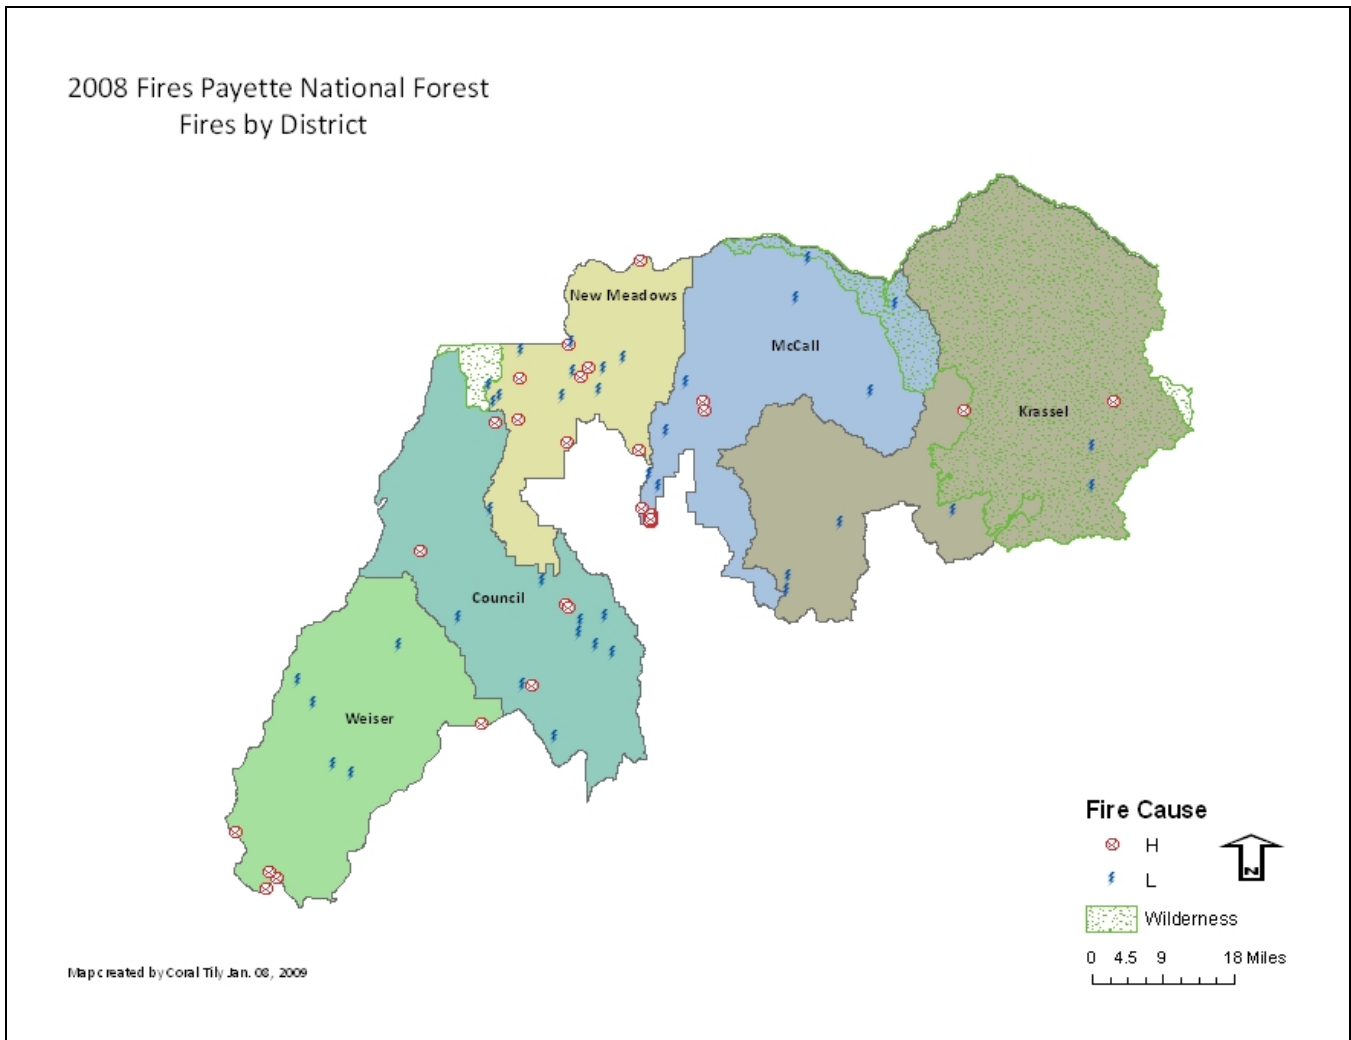 2008 Fires Payette National Forest
Fires by District
New Meadows
McCall
Krassel
Council
Weiser
Fire Cause
H
L
N
Wilderness
0 4.5 9 18 Miles
Map created by Coral Tily Jan. 08, 2009